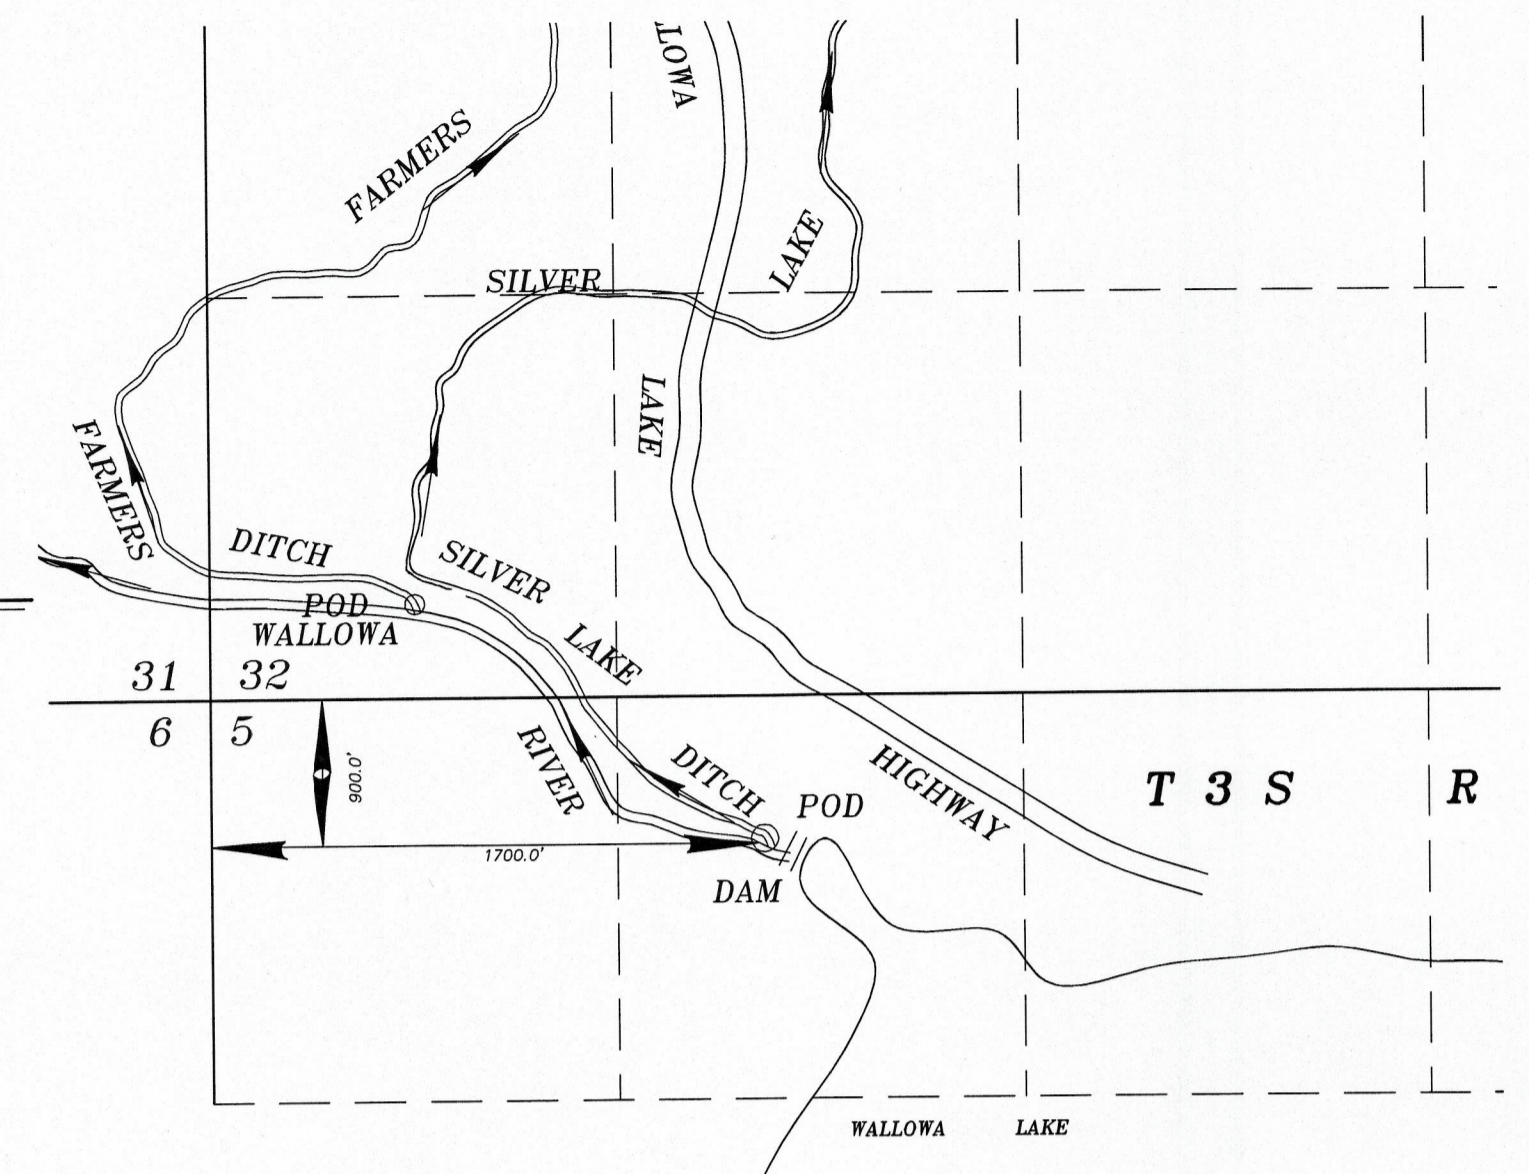 LLOWA
FARMERS
LAKE
SILVER
LAKE
FARMERS
DITCH
SILVER
POD
WALLOWA
LAKE
31 32
6 5
900.0'
RIVER
DITCH
HIGHWAY
T 3 S R
POD
1700.0'
DAM
WALLOWA LAKE